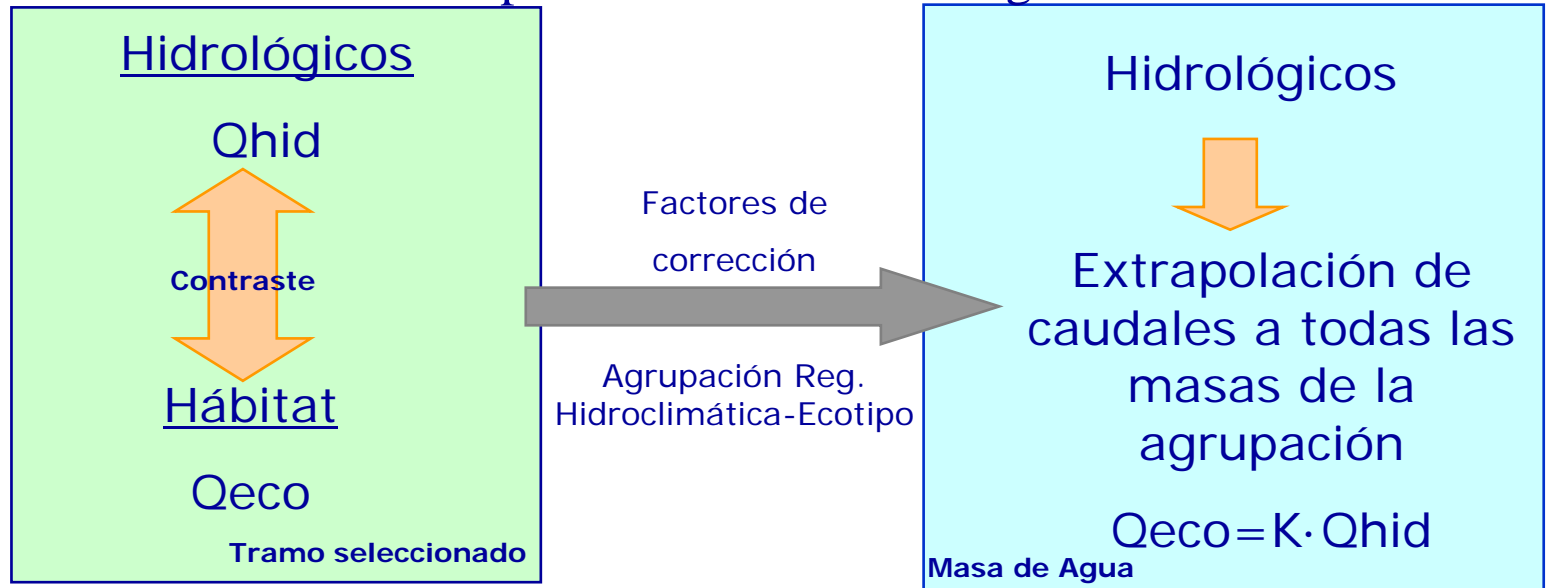 Hidrológicos
Qhid
Contraste
Hábitat
Qeco
Tramo seleccionado
Factores de
corrección
Agrupación Reg.
Hidroclimática-Ecotipo
Hidrológicos
Extrapolación de
caudales a todas las
masas de la
agrupación
Qeco=K·Qhid
Masa de Agua